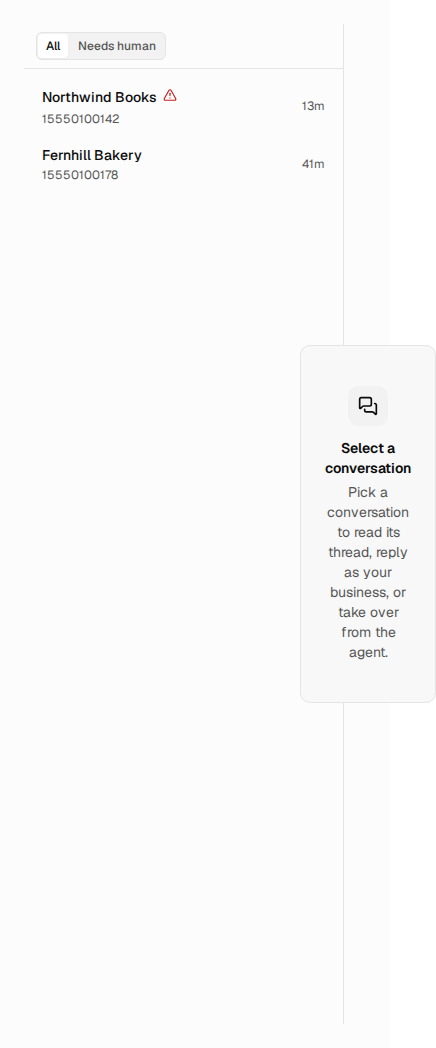 All Needs human
Northwind Books
13m
15550100142
Fernhill Bakery
41m
15550100178
Select a
conversation
Pick a
conversation
to read its
thread, reply
as your
business, or
take over
from the
agent.